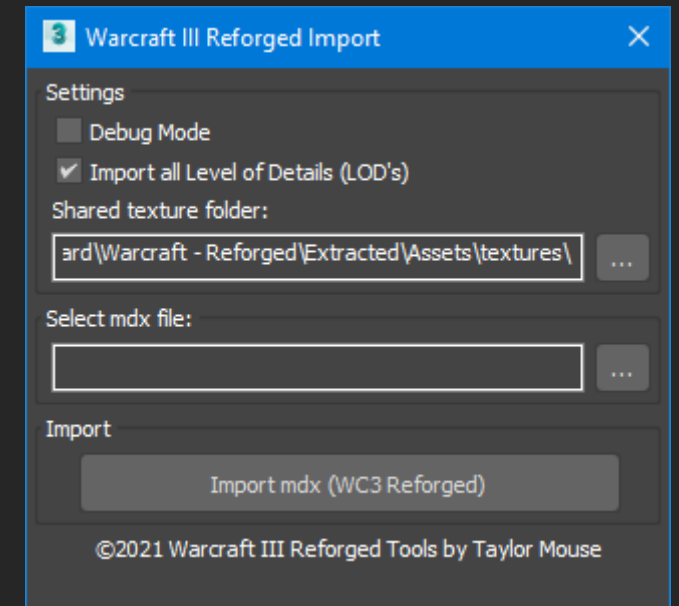 3 Warcraft III Reforged Import
Settings
Debug Mode
Import all Level of Details (LOD's)
Shared texture folder:
ard\Warcraft - Reforged\Extracted\Assets\textures\ ...
Select mdx file:
...
Import
Import mdx (WC3 Reforged)
©2021 Warcraft III Reforged Tools by Taylor Mouse